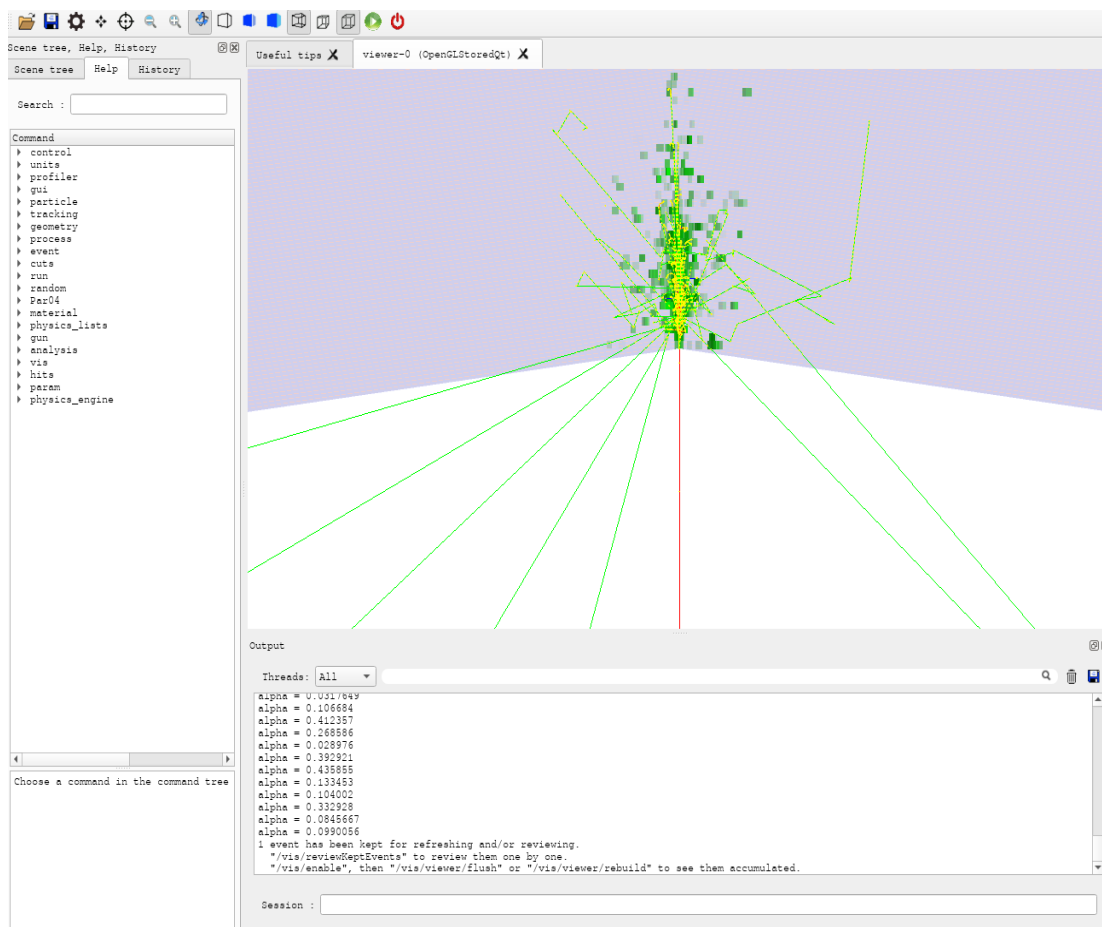 Scene tree, Help, History
Scene tree
Help
History
Search :
Command
control
units
profiler
gui
particle
tracking
geometry
process
event
cuts
run
random
Par04
material
physics_lists
gun
analysis
vis
hits
param
physics_engine
Choose a command in the command tree
Useful tips X
viewer-0 (OpenGLStoredQt) X
Output
Threads: All
alpha = 0.0317649
alpha = 0.106684
alpha = 0.412357
alpha = 0.268586
alpha = 0.028976
alpha = 0.392921
alpha = 0.435855
alpha = 0.133453
alpha = 0.104002
alpha = 0.332928
alpha = 0.0845667
alpha = 0.0990056
1 event has been kept for refreshing and/or reviewing.
"/vis/reviewKeptEvents" to review them one by one.
"/vis/enable", then "/vis/viewer/flush" or "/vis/viewer/rebuild" to see them accumulated.
Session :